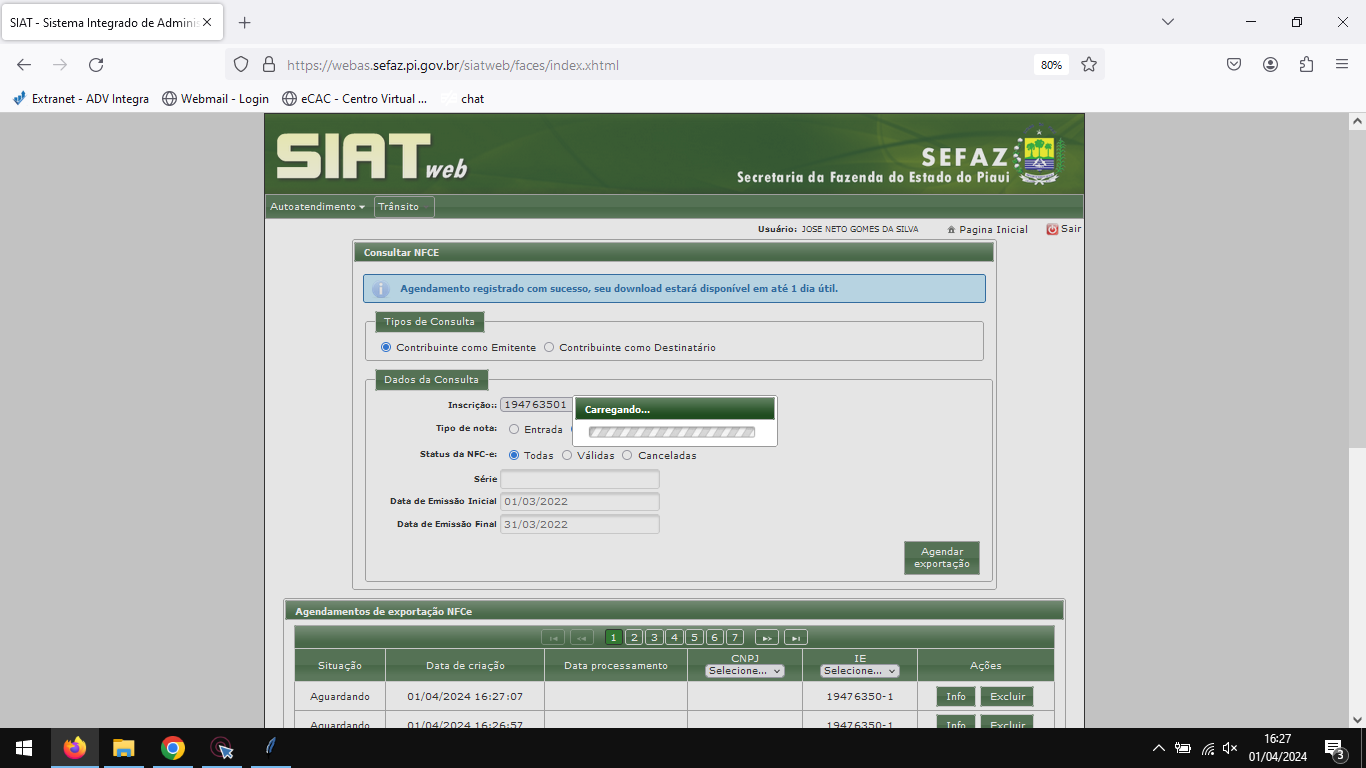 SIAT - Sistema Integrado de Adminis
https://webas.sefaz.pi.gov.br/siatweb/faces/index.xhtml
80%
Extranet - ADV Integra
Webmail - Login
eCAC - Centro Virtual ...
chat
SIAT web
SEFAZ
Secretaria da Fazenda do Estado do Piauí
Autoatendimento
Trânsito
Usuário: JOSE NETO GOMES DA SILVA
Pagina Inicial
Sair
Consultar NFCE
Agendamento registrado com sucesso, seu download estará disponível em até 1 dia útil.
Tipos de Consulta
Contribuinte como Emitente
Contribuinte como Destinatário
Dados da Consulta
Inscrição:: 194763501
Carregando...
Tipo de nota: Entrada
Status da NFC-e: Todas Válidas Canceladas
Série
Data de Emissão Inicial 01/03/2022
Data de Emissão Final 31/03/2022
Agendar
exportação
Agendamentos de exportação NFCe
1 2 3 4 5 6 7
Situação
Data de criação
Data processamento
CNPJ
Selecione...
IE
Selecione...
Ações
Aguardando 01/04/2024 16:27:07 19476350-1 Info Excluir
Aguardando 01/04/2024 16:26:57 19476350-1 Info Excluir
16:27
01/04/2024
3